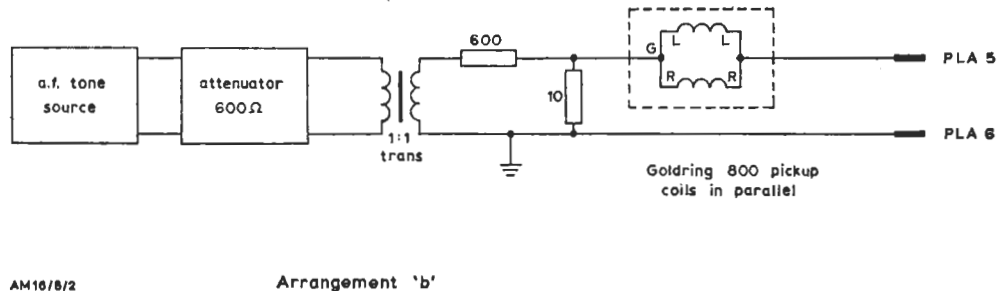 a.f. tone
source
attenuator
600Ω
1:1
trans
600
10
G
L L
R R
PLA 5
PLA 6
Goldring 800 pickup
coils in parallel
AM16/8/2
Arrangement 'b'